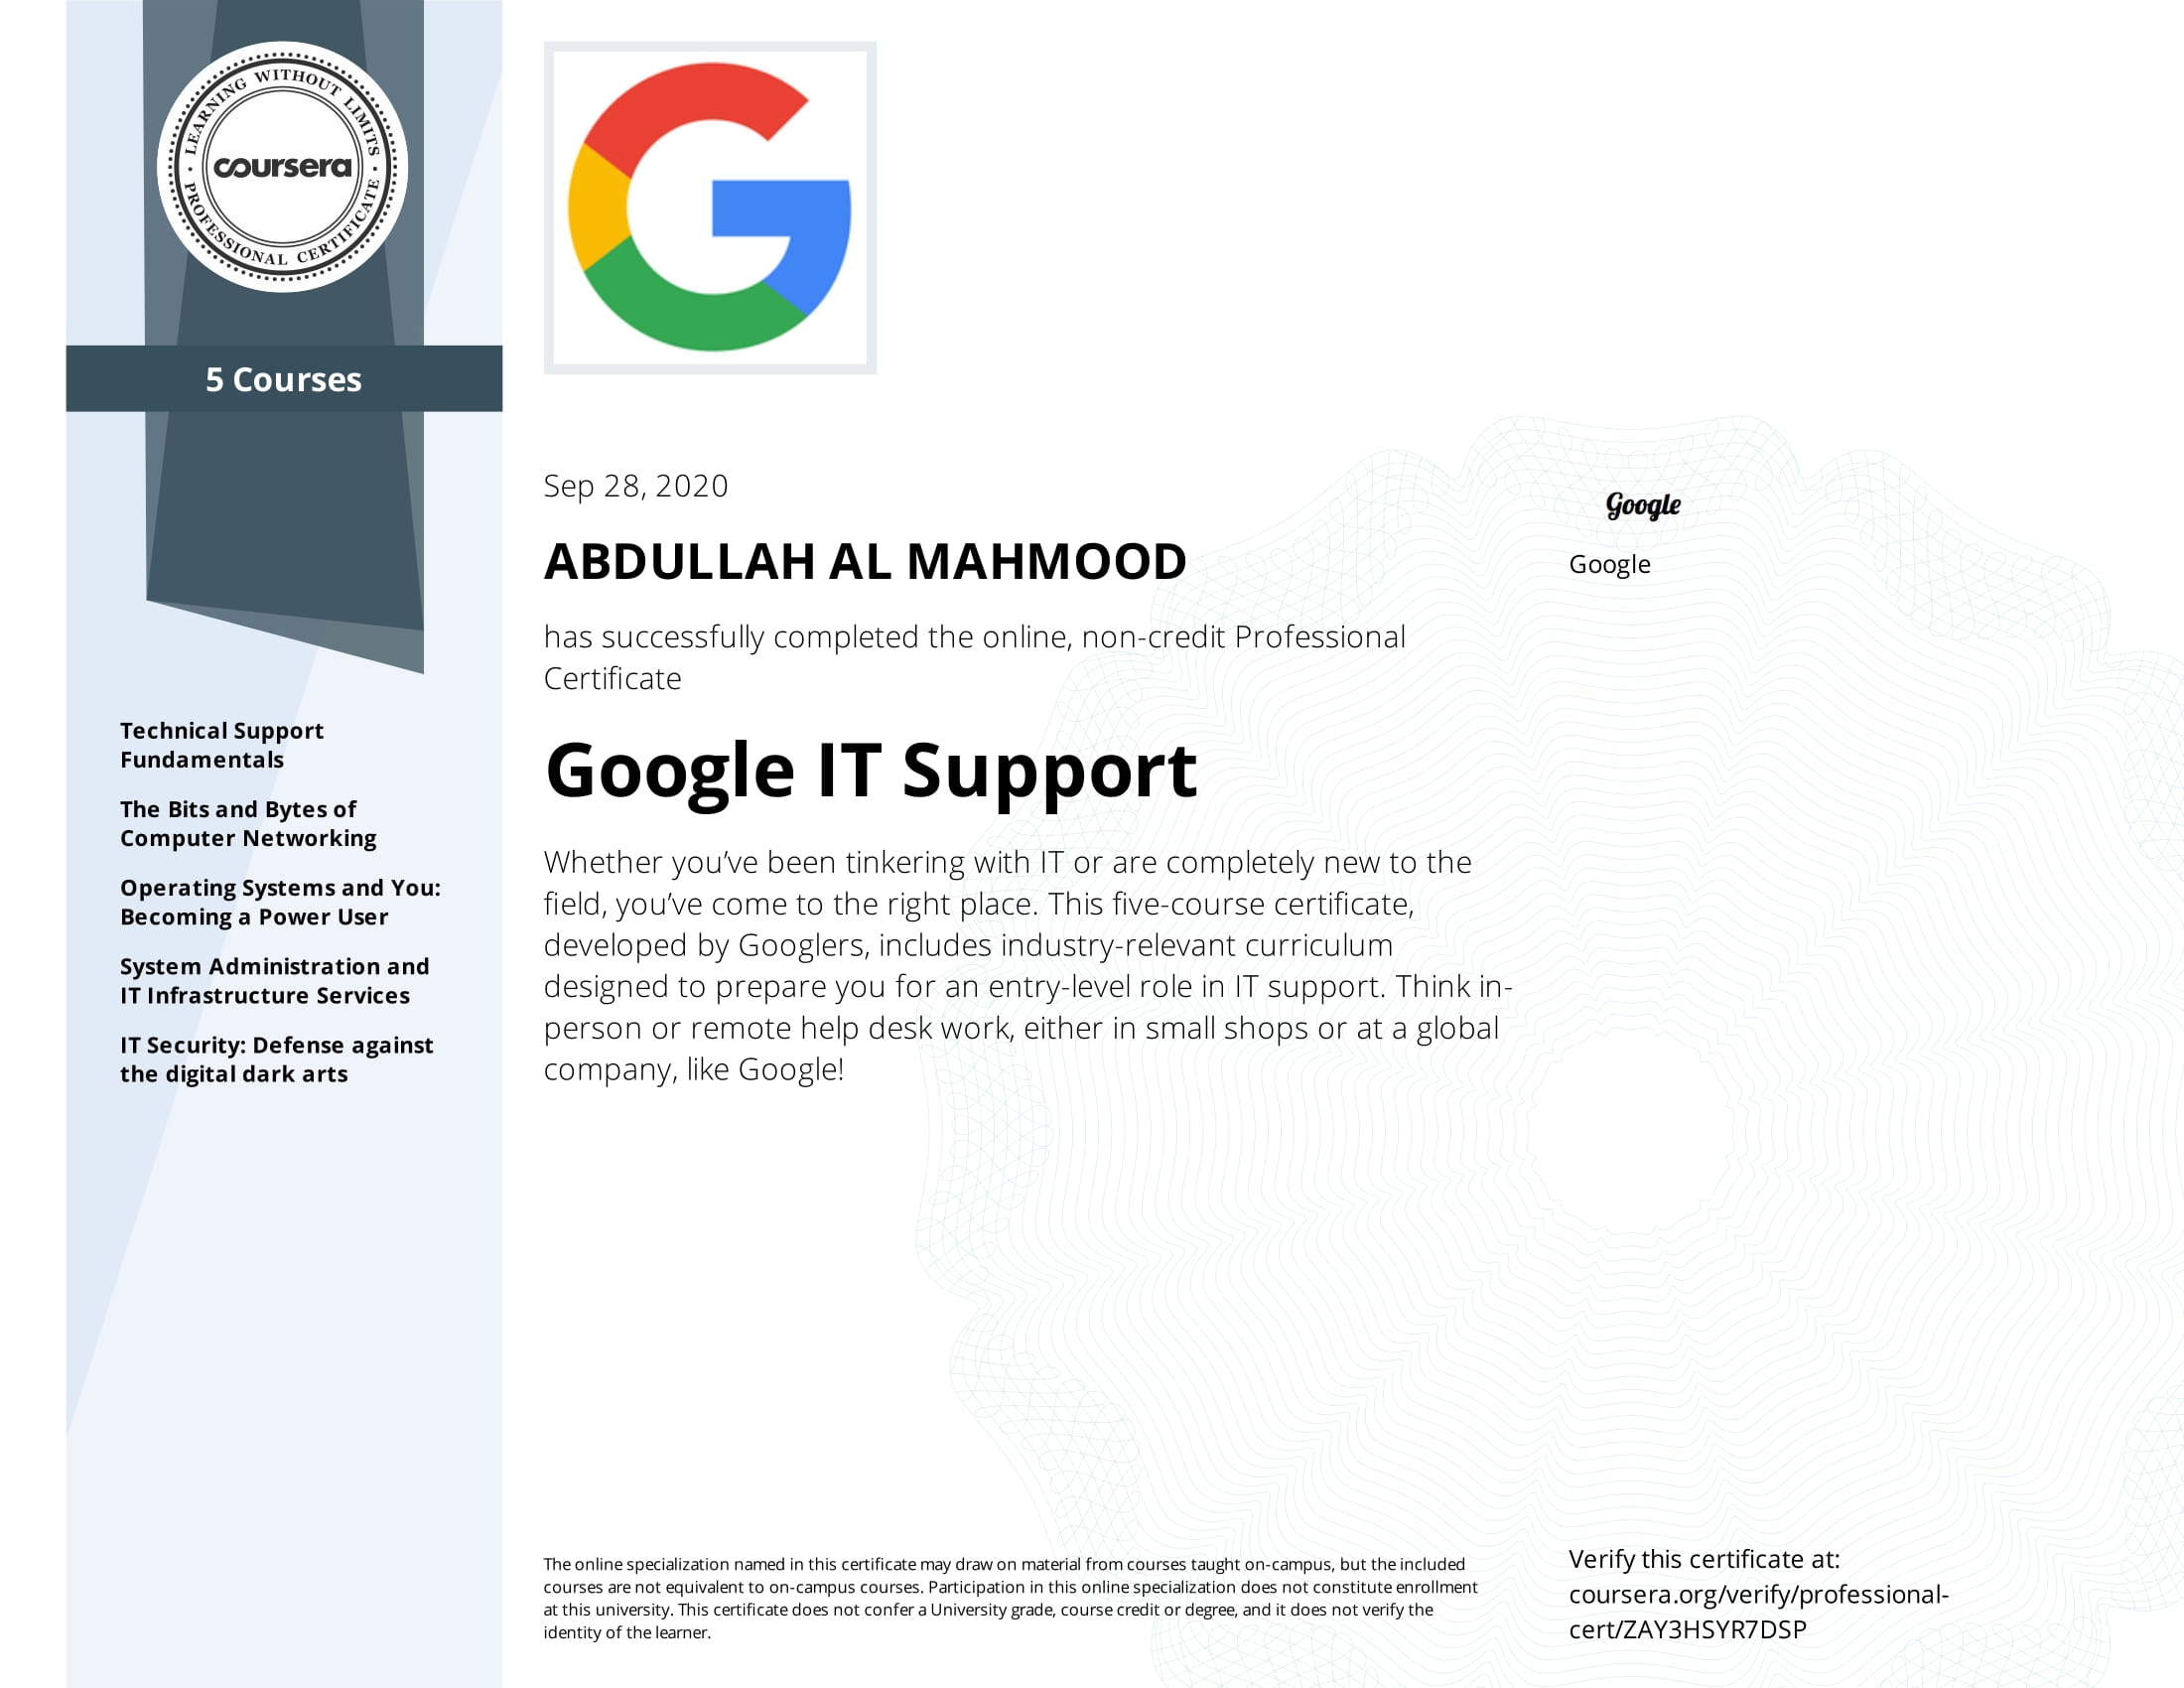 LEARNING WITHOUT LIMITS
coursera
PROFESSIONAL CERTIFICATE
5 Courses
Technical Support
Fundamentals
The Bits and Bytes of
Computer Networking
Operating Systems and You:
Becoming a Power User
System Administration and
IT Infrastructure Services
IT Security: Defense against
the digital dark arts
Sep 28, 2020
ABDULLAH AL MAHMOOD
has successfully completed the online, non-credit Professional
Certificate
Google IT Support
Whether you’ve been tinkering with IT or are completely new to the
field, you’ve come to the right place. This five-course certificate,
developed by Googlers, includes industry-relevant curriculum
designed to prepare you for an entry-level role in IT support. Think in-
person or remote help desk work, either in small shops or at a global
company, like Google!
Google
Google
The online specialization named in this certificate may draw on material from courses taught on-campus, but the included
courses are not equivalent to on-campus courses. Participation in this online specialization does not constitute enrollment
at this university. This certificate does not confer a University grade, course credit or degree, and it does not verify the
identity of the learner.
Verify this certificate at:
coursera.org/verify/professional-
cert/ZAY3HSYR7DSP